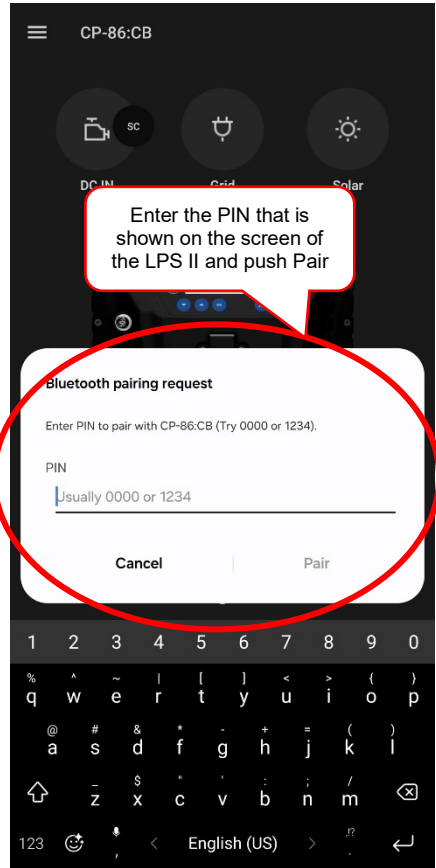 CP-86:CB
SC
DC IN Grid Solar
Enter the PIN that is
shown on the screen of
the LPS II and push Pair
Bluetooth pairing request
Enter PIN to pair with CP-86:CB (Try 0000 or 1234).
PIN
Usually 0000 or 1234
Cancel Pair
1 2 3 4 5 6 7 8 9 0
% ^ ~ | [ ] < > { }
q w e r t y u i o p
@ # & * - + = ( )
a s d f g h j k l
_ $ " ' : ; /
z x c v b n m
123 , < English (US) > .!?